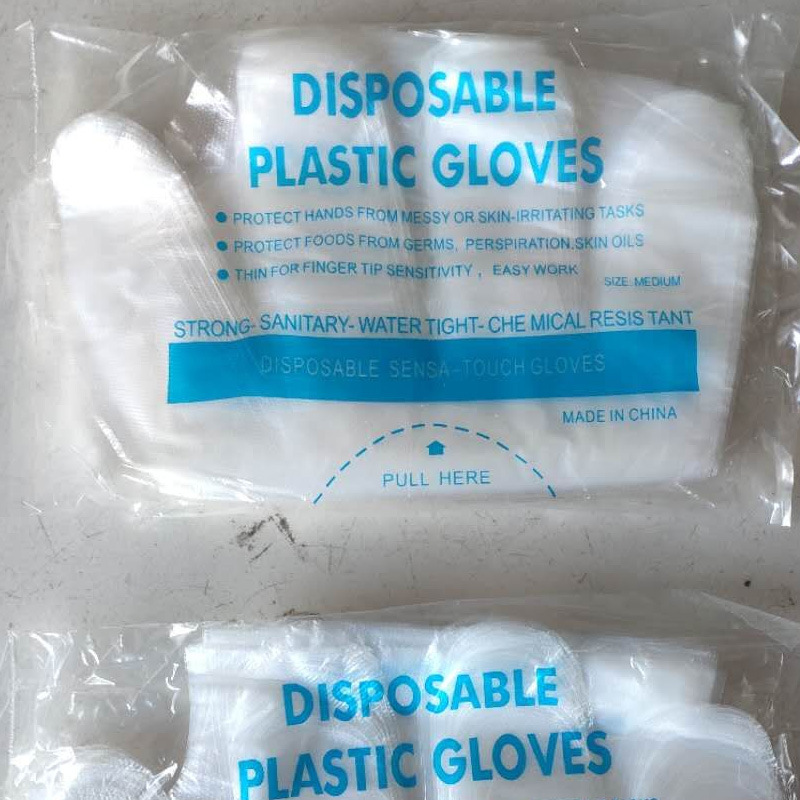 DISPOSABLE
PLASTIC GLOVES
● PROTECT HANDS FROM MESSY OR SKIN-IRRITATING TASKS
● PROTECT FOODS FROM GERMS, PERSPIRATION.SKIN OILS
● THIN FOR FINGER TIP SENSITIVITY , EASY WORK
SIZE. MEDIUM
STRONG- SANITARY- WATER TIGHT- CHE MICAL RESIS TANT
DISPOSABLE SENSA-TOUCH GLOVES
MADE IN CHINA
PULL HERE
DISPOSABLE
PLASTIC GLOVES